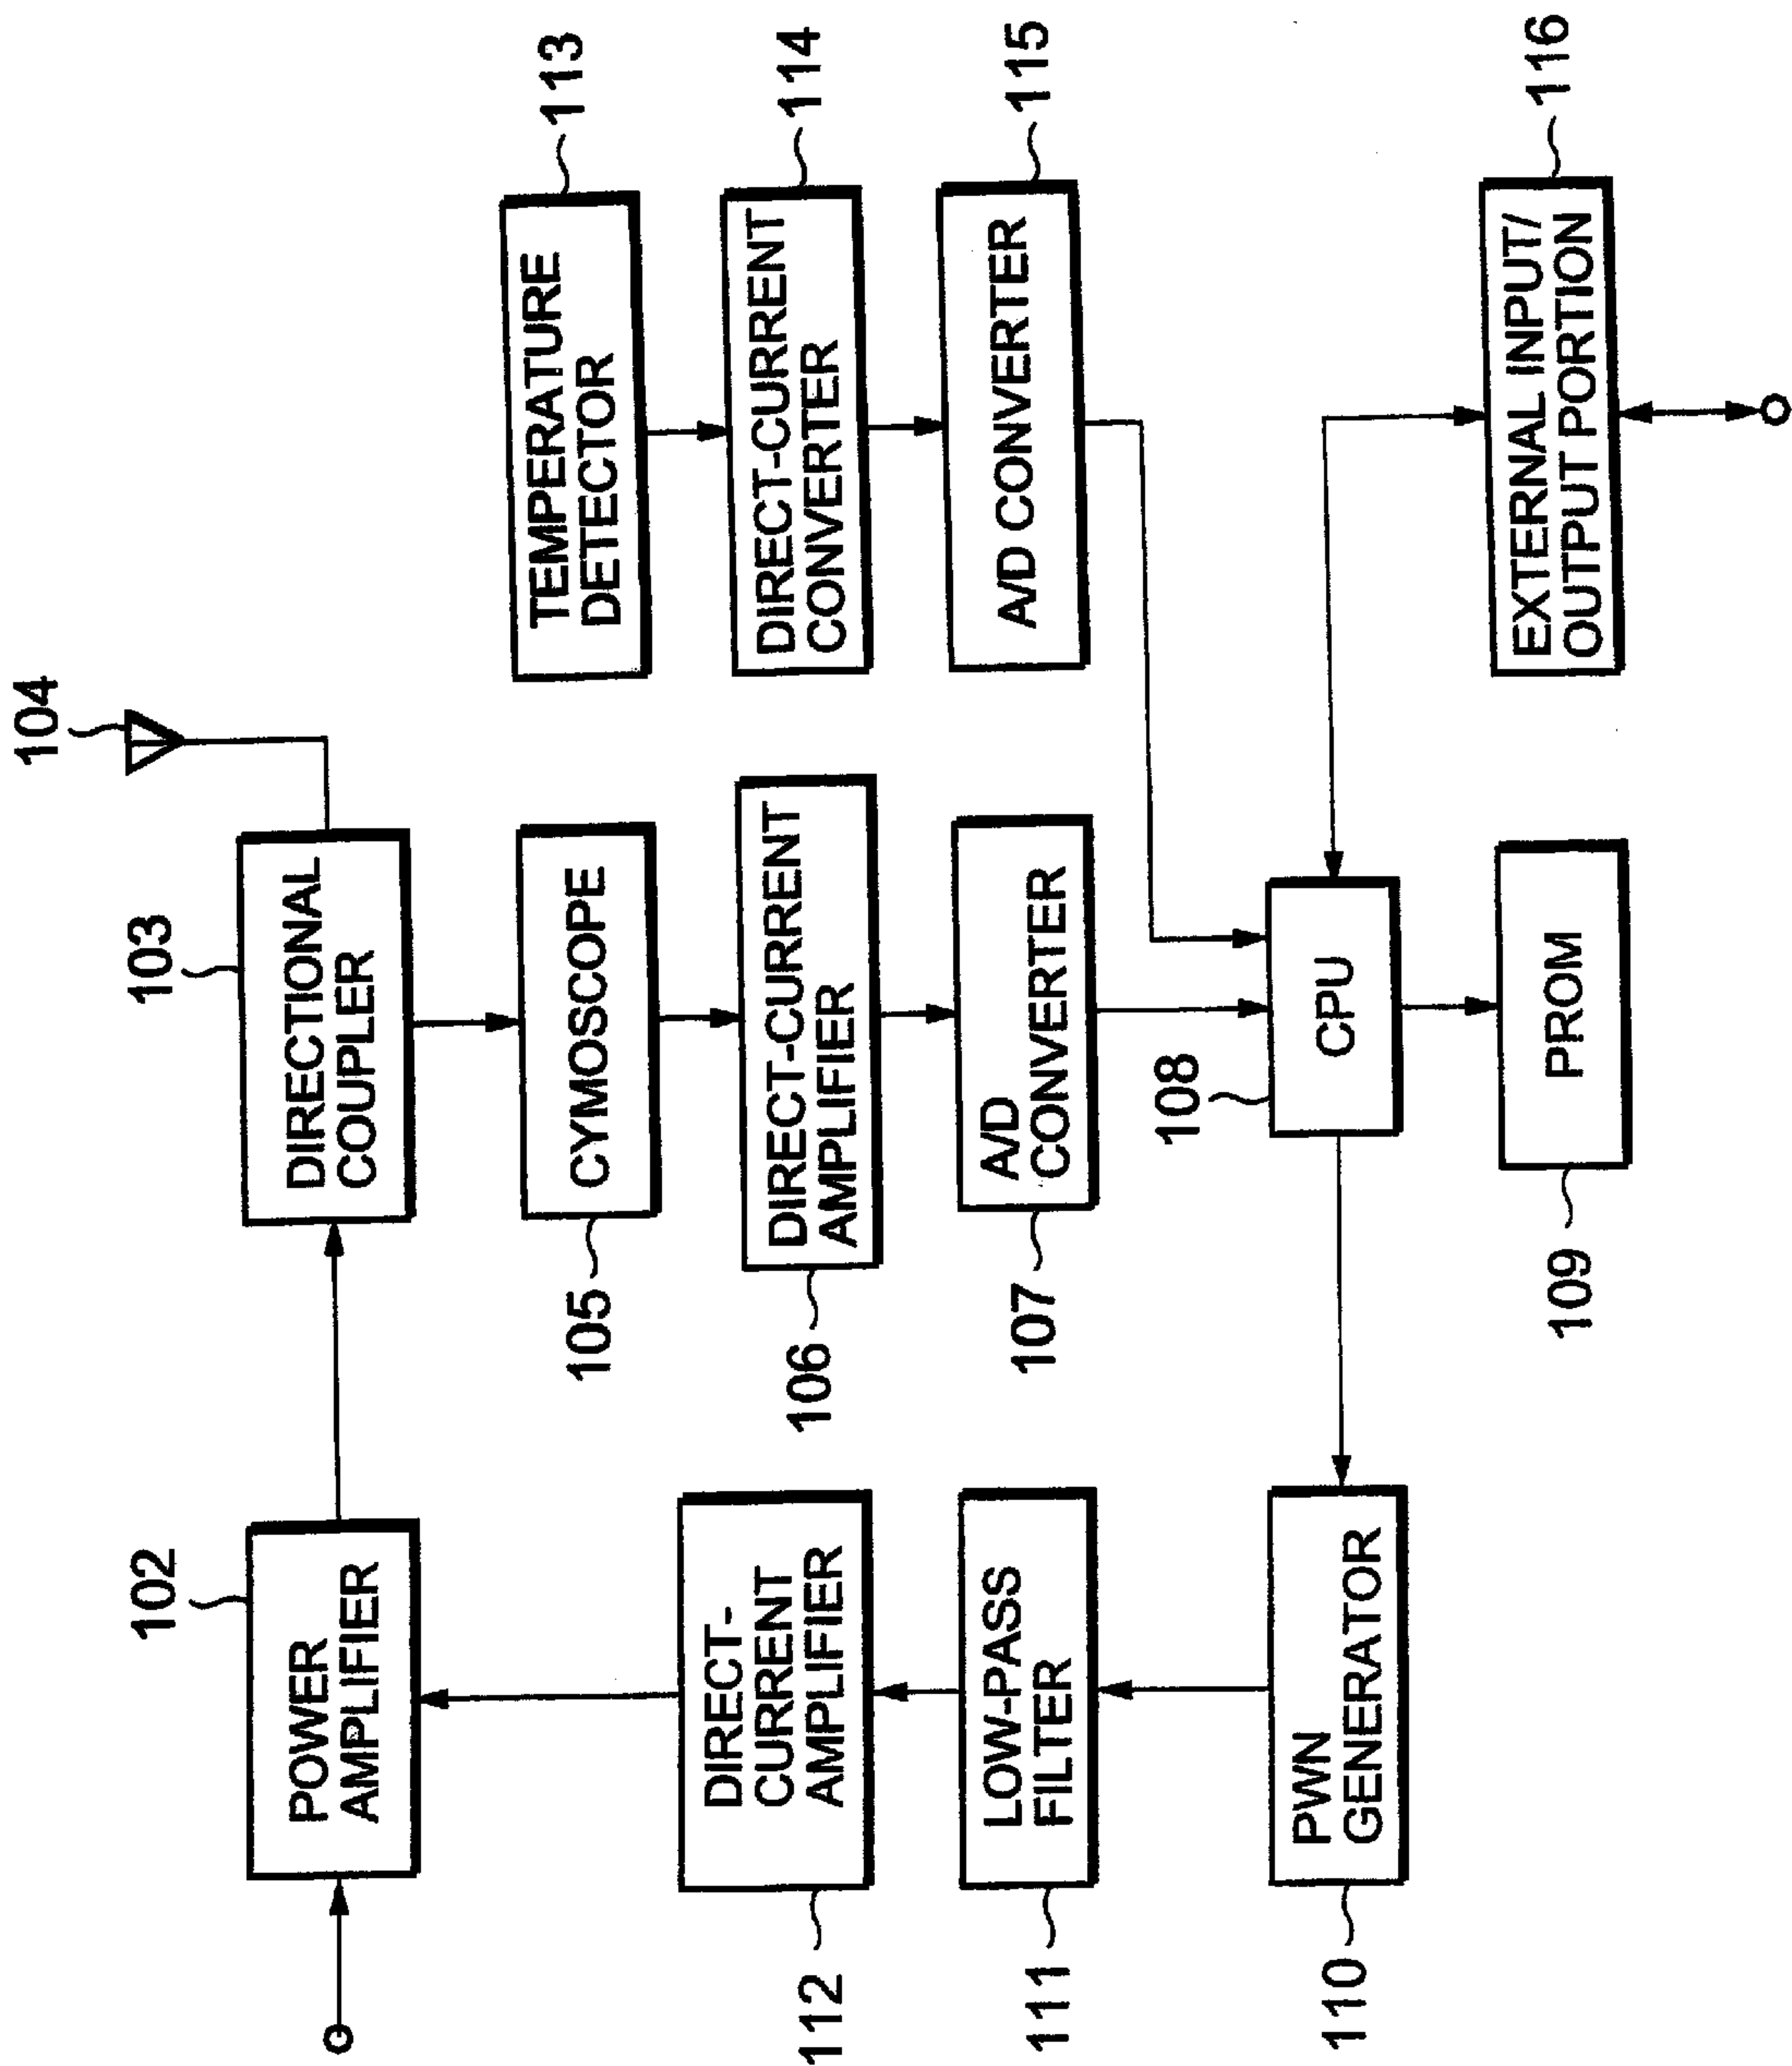 104
103
DIRECTIONAL
COUPLER
102
POWER
AMPLIFIER
113
TEMPERATURE
DETECTOR
CYMOSCOPE
105
114
DIRECT-CURRENT
CONVERTER
DIRECT-CURRENT
AMPLIFIER
106
DIRECT-
CURRENT
AMPLIFIER
112
115
A/D CONVERTER
A/D
CONVERTER
107
LOW-PASS
FILTER
111
108
CPU
PWN
GENERATOR
110
116
EXTERNAL INPUT/
OUTPUT PORTION
PROM
109